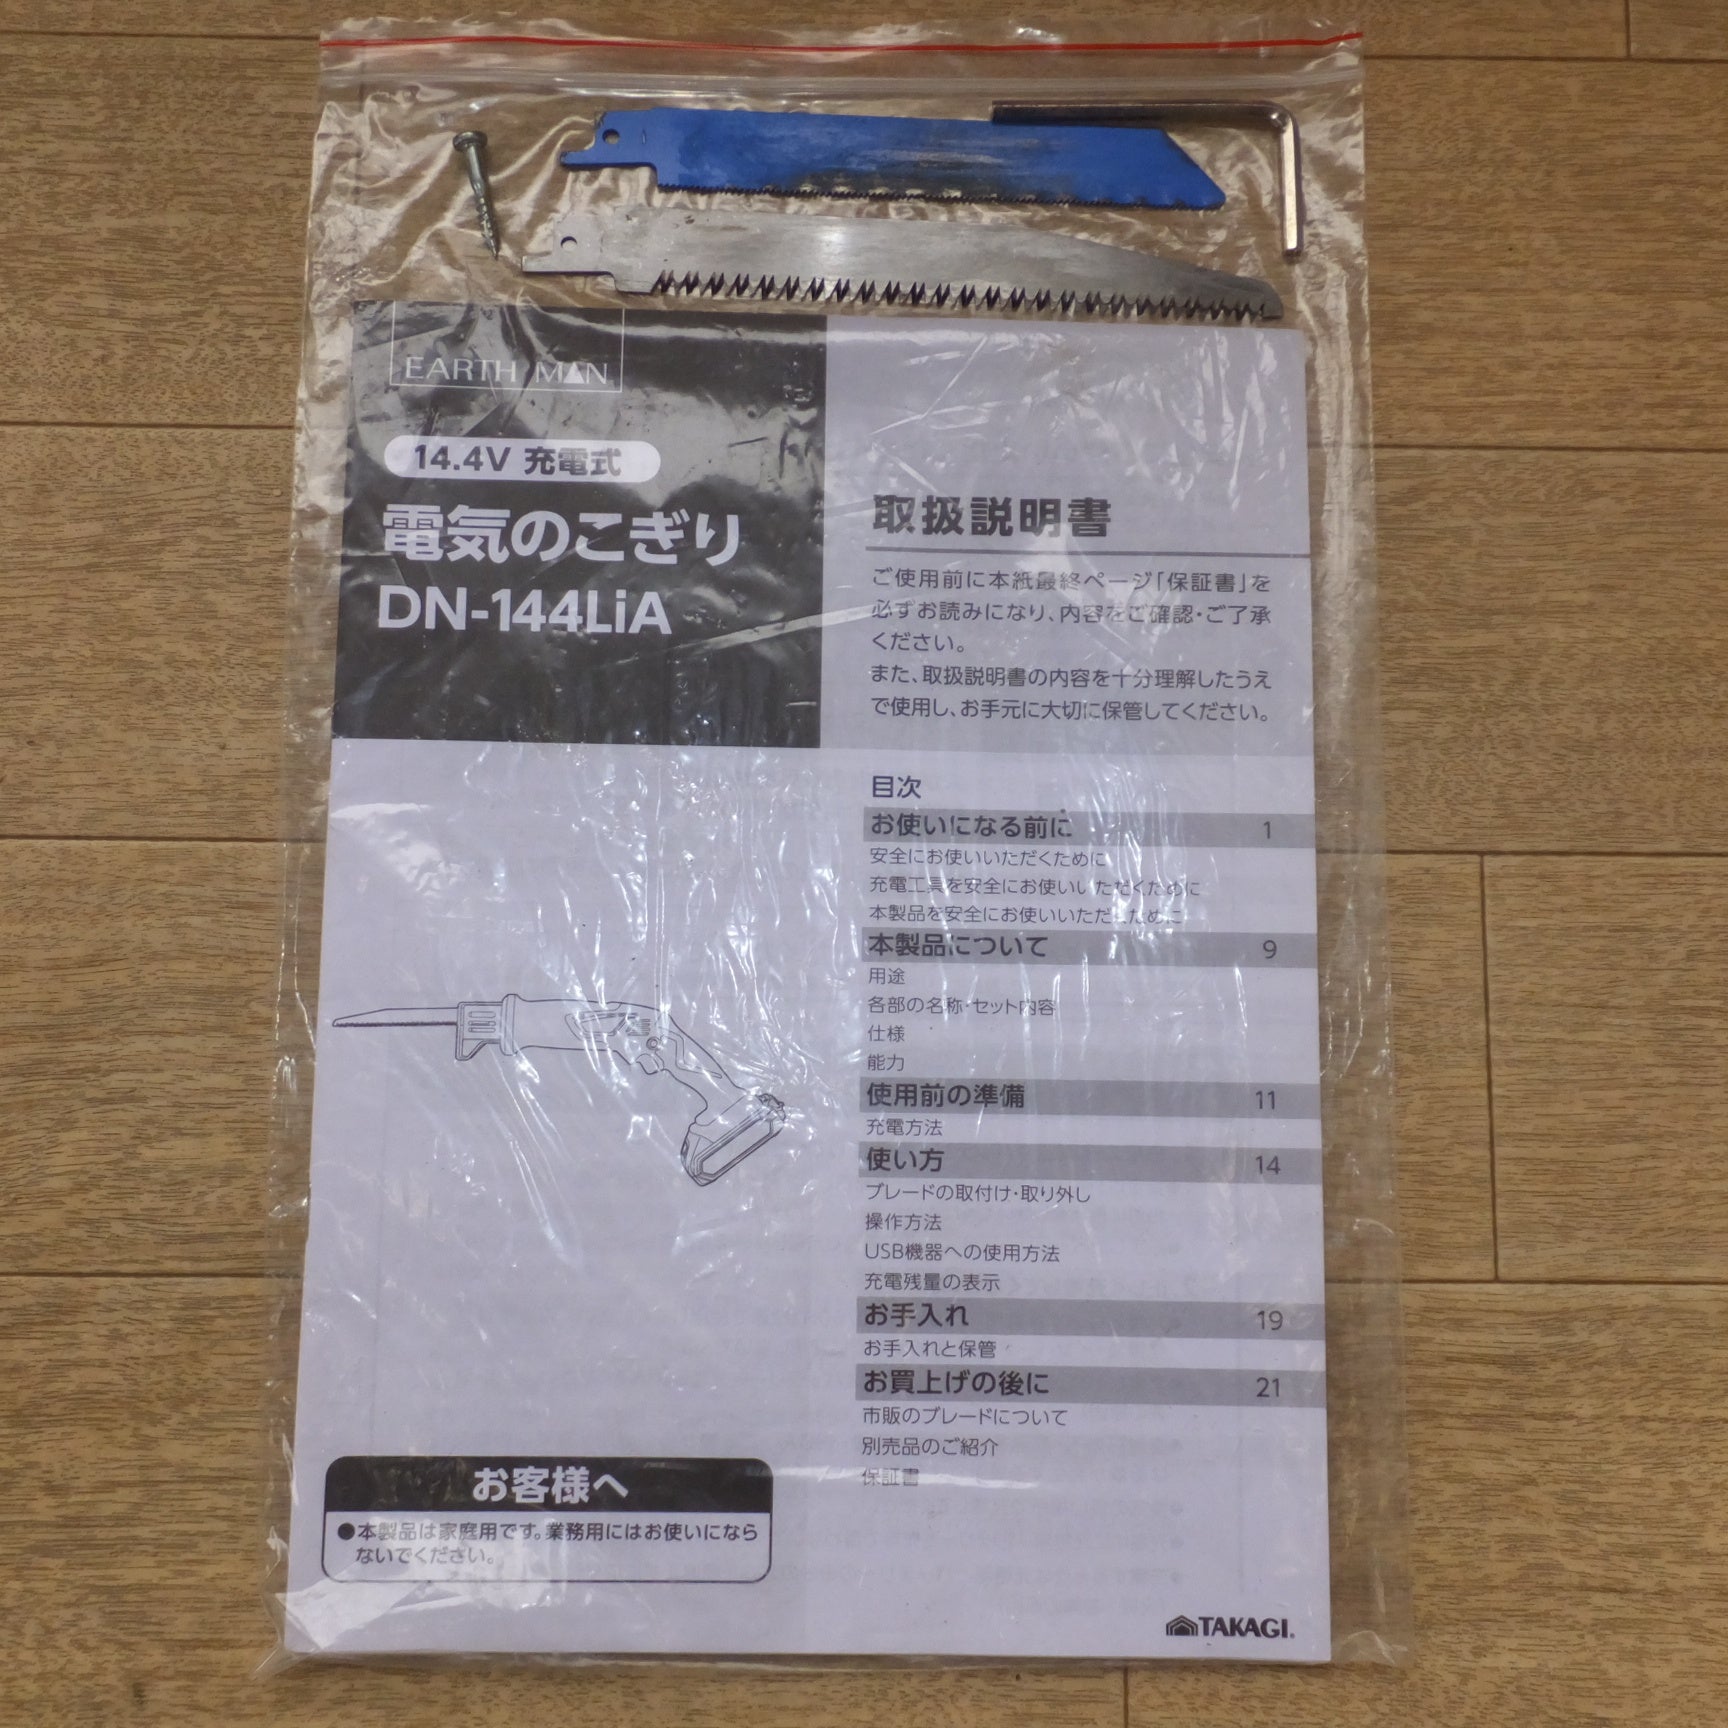 EARTH MAN
14.4V 充電式
電気のこぎり
DN-144LiA
取扱説明書
ご使用前に本紙最終ページ「保証書」を
必ずお読みになり、内容をご確認・ご了承
ください。
また、取扱説明書の内容を十分理解したうえ
で使用し、お手元に大切に保管してください。
目次
お使いになる前に 1
安全にお使いいただくために
充電工具を安全にお使いいただくために
本製品を安全にお使いいただくために
本製品について 9
用途
各部の名称・セット内容
仕様
能力
使用前の準備 11
充電方法
使い方 14
ブレードの取付け・取り外し
操作方法
USB機器への使用方法
充電残量の表示
お手入れ 19
お手入れと保管
お買上げの後に 21
市販のブレードについて
別売品のご紹介
保証書
お客様へ
●本製品は家庭用です。業務用にはお使いになら
ないでください。
TAKAGI®